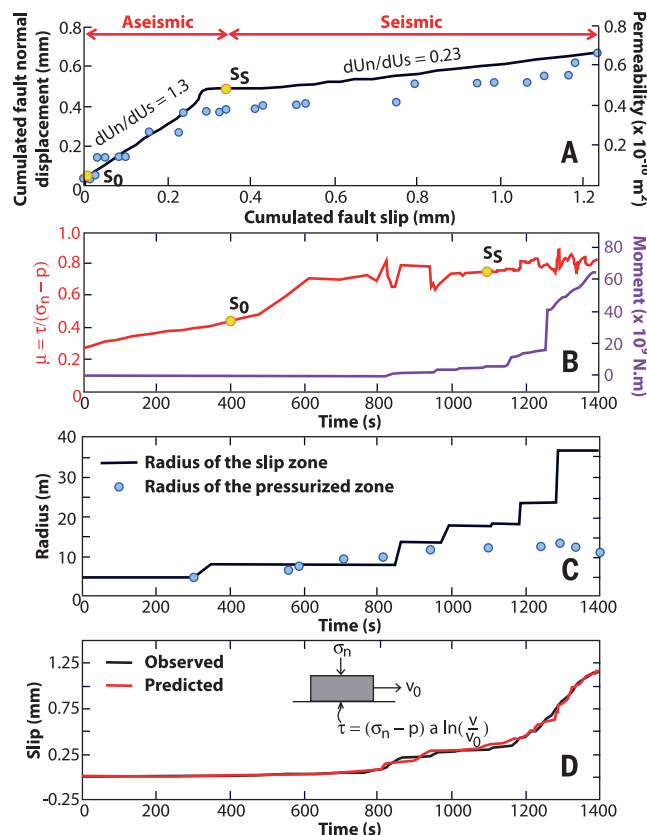 Aseismic Seismic
Cumulated fault normal
displacement (mm)
0.8
0.6
0.4
0.2
0
dUn/dUs = 1.3
dUn/dUs = 0.23
S0
SS
A
0.8
0.6
0.4
0.2
Permeability (x 10⁻¹⁰ m²)
0 0.2 0.4 0.6 0.8 1.0 1.2
Cumulated fault slip (mm)
μ = τ/(σn − p)
1.0
0.8
0.6
0.4
0.2
0
S0
SS
B
80
60
40
20
0
Moment (x 10⁹ N.m)
0 200 400 600 800 1000 1200 1400
Time (s)
Radius (m)
40
30
20
10
Radius of the slip zone
Radius of the pressurized zone
C
0 200 400 600 800 1000 1200 1400
Time (s)
Slip (mm)
1.25
0.75
0.25
-0.25
Observed
Predicted
σn
v0
τ = (σn − p) a ln(v/v0)
D
0 200 400 600 800 1000 1200 1400
Time (s)